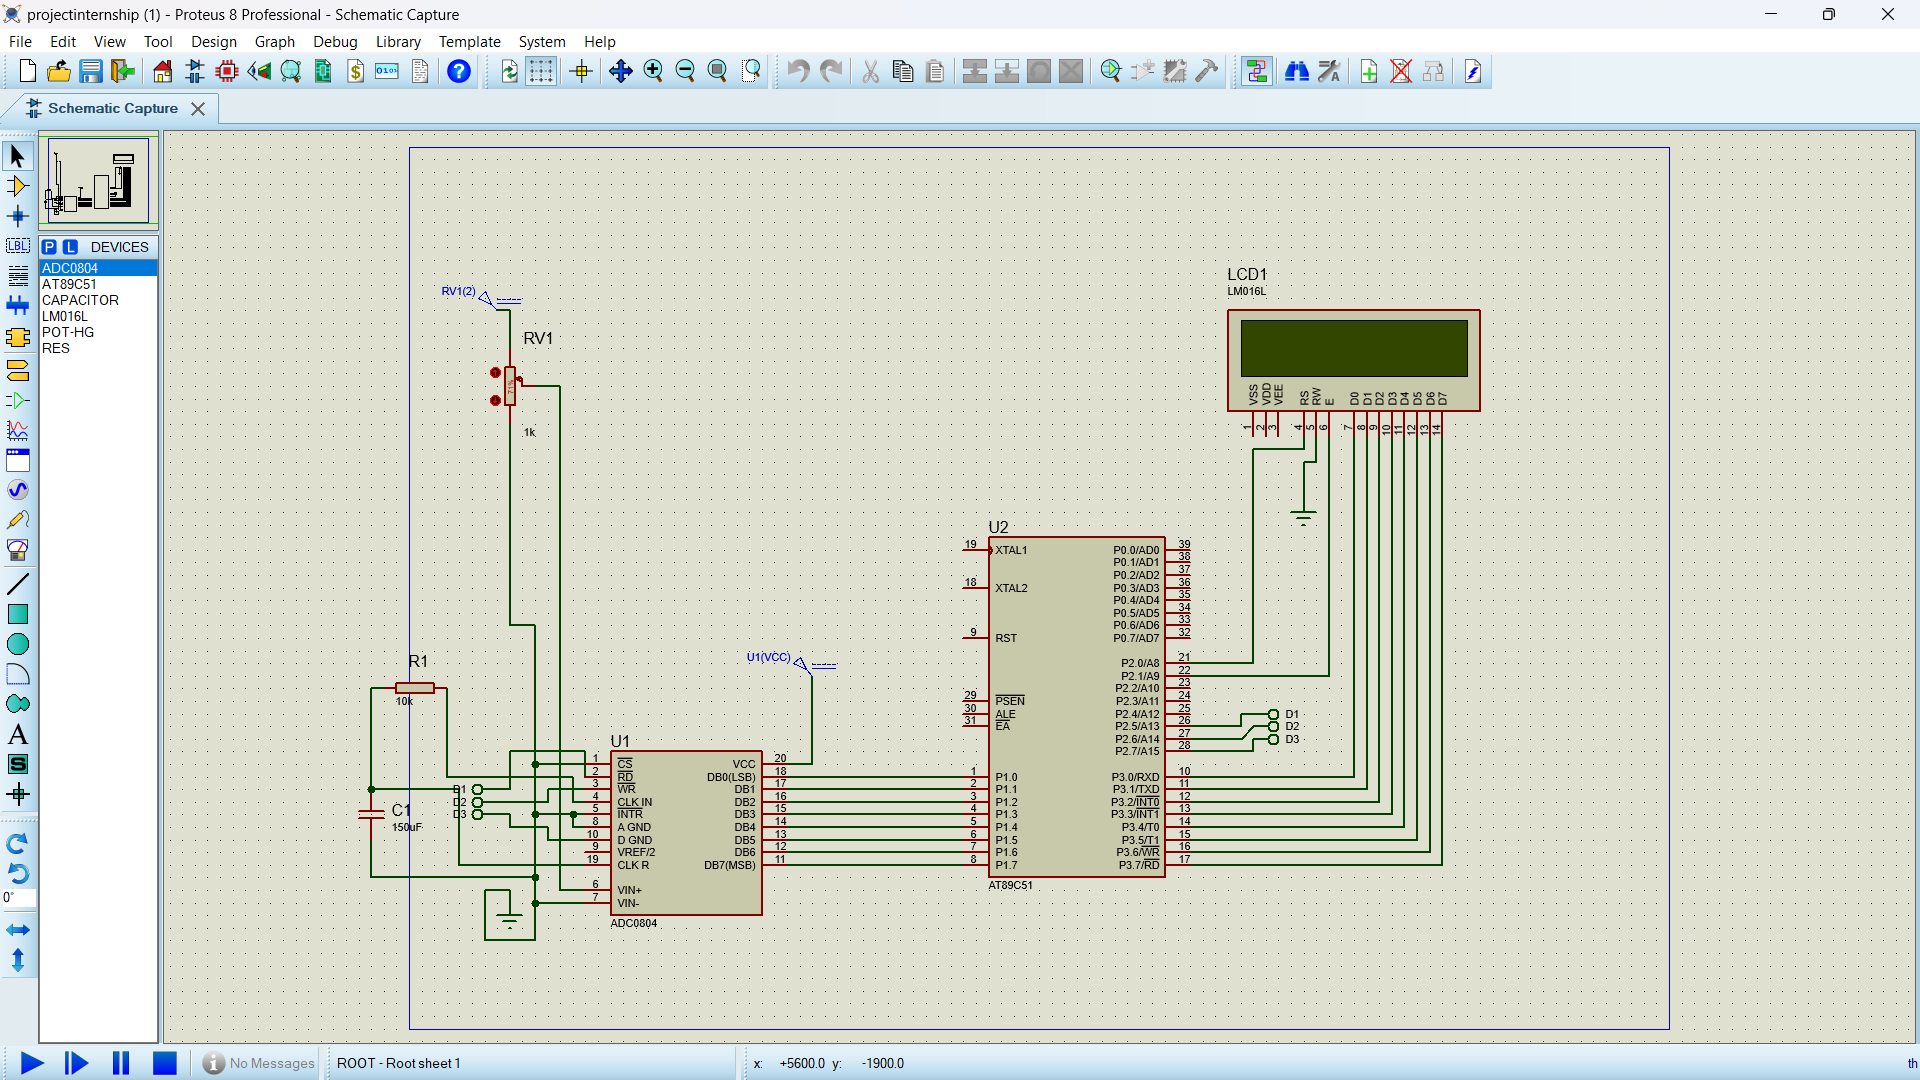 projectinternship (1) - Proteus 8 Professional - Schematic Capture
File Edit View Tool Design Graph Debug Library Template System Help
Schematic Capture
P L DEVICES
ADC0804
AT89C51
CAPACITOR
LM016L
POT-HG
RES
LBL
A
S
0°
RV1(2)
RV1
71%
1k
LCD1
LM016L
VSS VDD VEE RS RW E D0 D1 D2 D3 D4 D5 D6 D7
1 2 3 4 5 6 7 8 9 10 11 12 13 14
R1
10k
C1
150uF
D1
D2
D3
U1(VCC)
U1
1 CS VCC 20
2 RD DB0(LSB) 18
3 WR DB1 17
4 CLK IN DB2 16
5 INTR DB3 15
8 A GND DB4 14
10 D GND DB5 13
9 VREF/2 DB6 12
19 CLK R DB7(MSB) 11
6 VIN+
7 VIN-
ADC0804
U2
19 XTAL1 P0.0/AD0 39
P0.1/AD1 38
P0.2/AD2 37
18 XTAL2 P0.3/AD3 36
P0.4/AD4 35
P0.5/AD5 34
P0.6/AD6 33
9 RST P0.7/AD7 32
P2.0/A8 21
P2.1/A9 22
P2.2/A10 23
29 PSEN P2.3/A11 24
30 ALE P2.4/A12 25
31 EA P2.5/A13 26
P2.6/A14 27
P2.7/A15 28
1 P1.0 P3.0/RXD 10
2 P1.1 P3.1/TXD 11
3 P1.2 P3.2/INT0 12
4 P1.3 P3.3/INT1 13
5 P1.4 P3.4/T0 14
6 P1.5 P3.5/T1 15
7 P1.6 P3.6/WR 16
8 P1.7 P3.7/RD 17
AT89C51
D1
D2
D3
No Messages ROOT - Root sheet 1 x: +5600.0 y: -1900.0 th